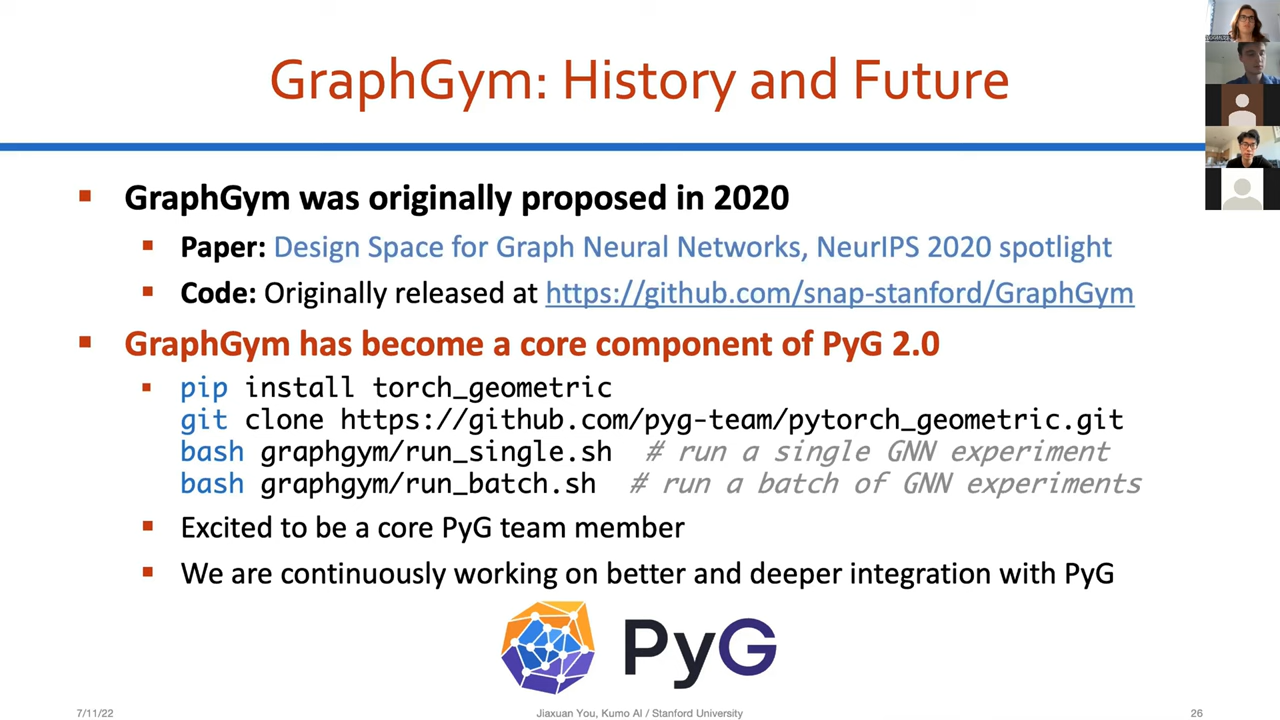 GraphGym: History and Future
GraphGym was originally proposed in 2020
Paper: Design Space for Graph Neural Networks, NeurIPS 2020 spotlight
Code: Originally released at https://github.com/snap-stanford/GraphGym
GraphGym has become a core component of PyG 2.0
pip install torch_geometric
git clone https://github.com/pyg-team/pytorch_geometric.git
bash graphgym/run_single.sh # run a single GNN experiment
bash graphgym/run_batch.sh # run a batch of GNN experiments
Excited to be a core PyG team member
We are continuously working on better and deeper integration with PyG
PyG
7/11/22
Jiaxuan You, Kumo AI / Stanford University
26